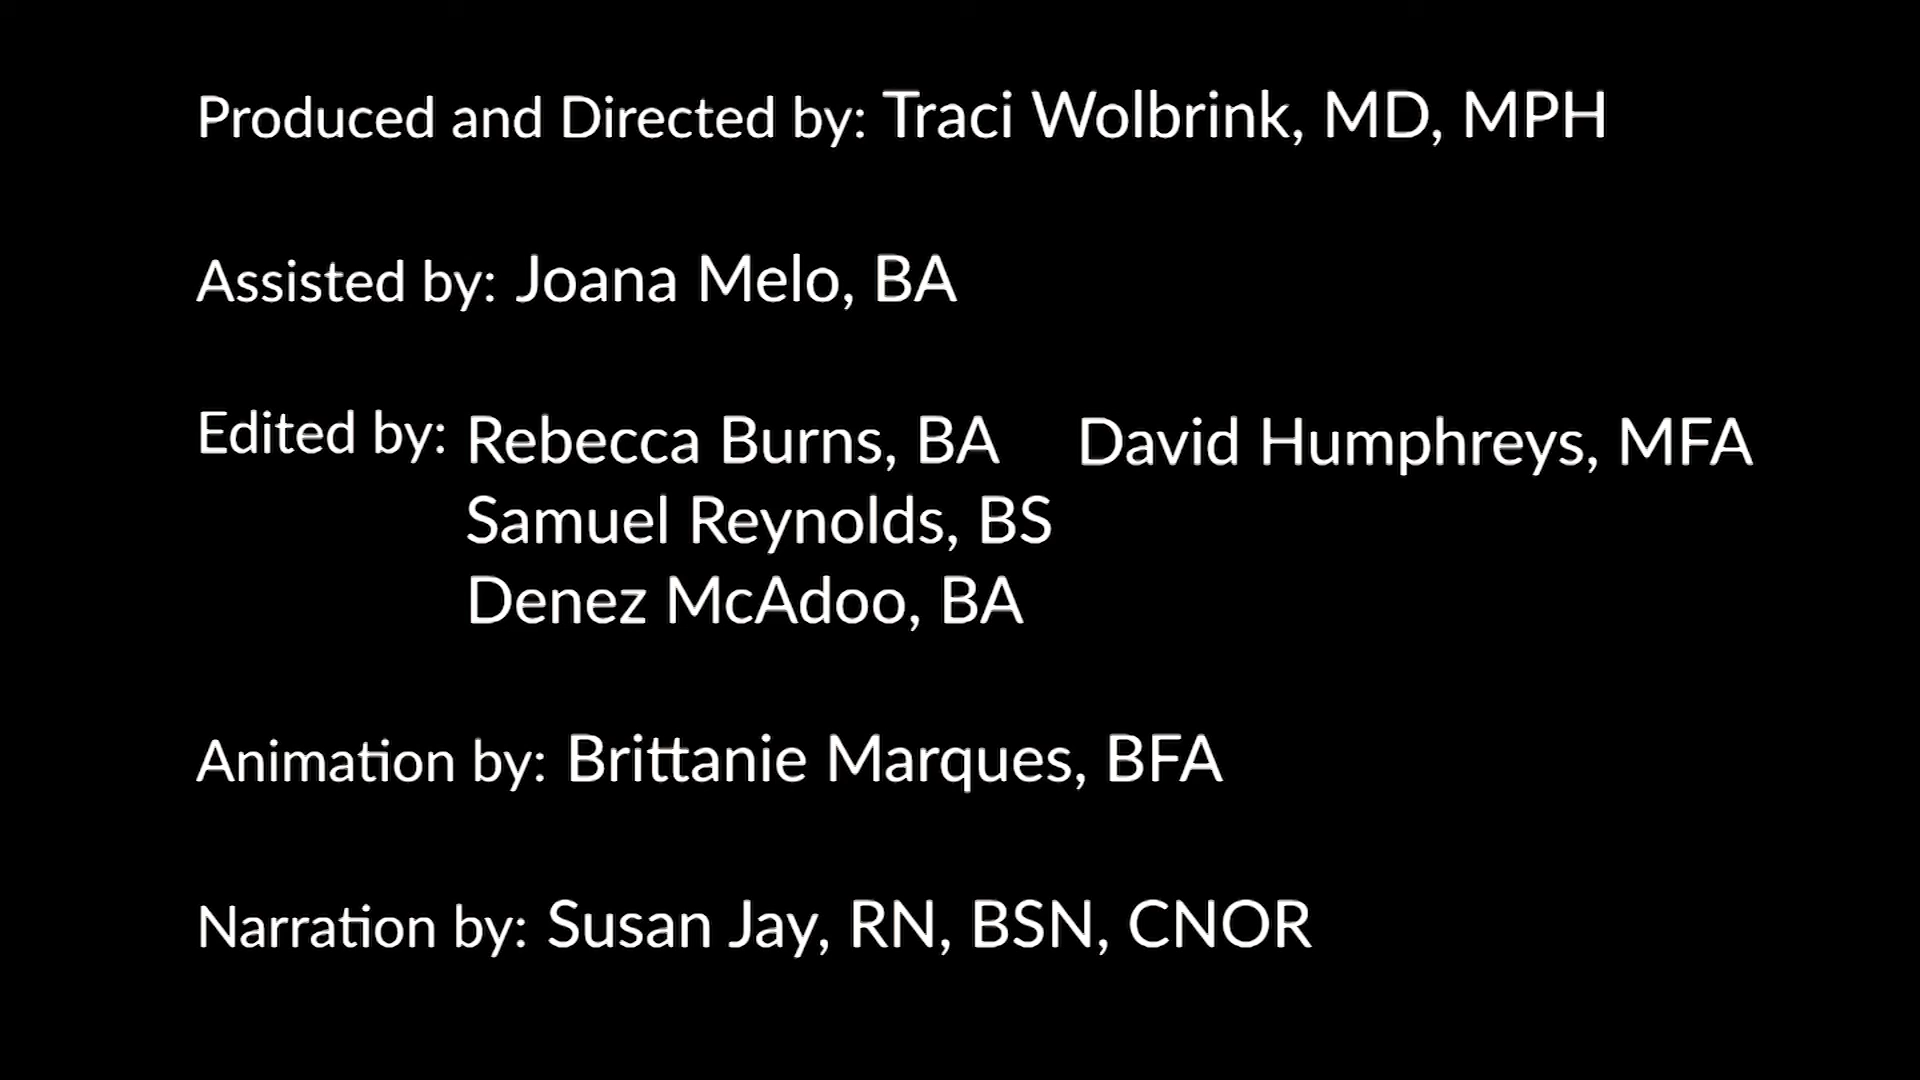 Produced and Directed by: Traci Wolbrink, MD, MPH
Assisted by: Joana Melo, BA
Edited by: Rebecca Burns, BA David Humphreys, MFA
Samuel Reynolds, BS
Denez McAdoo, BA
Animation by: Brittanie Marques, BFA
Narration by: Susan Jay, RN, BSN, CNOR